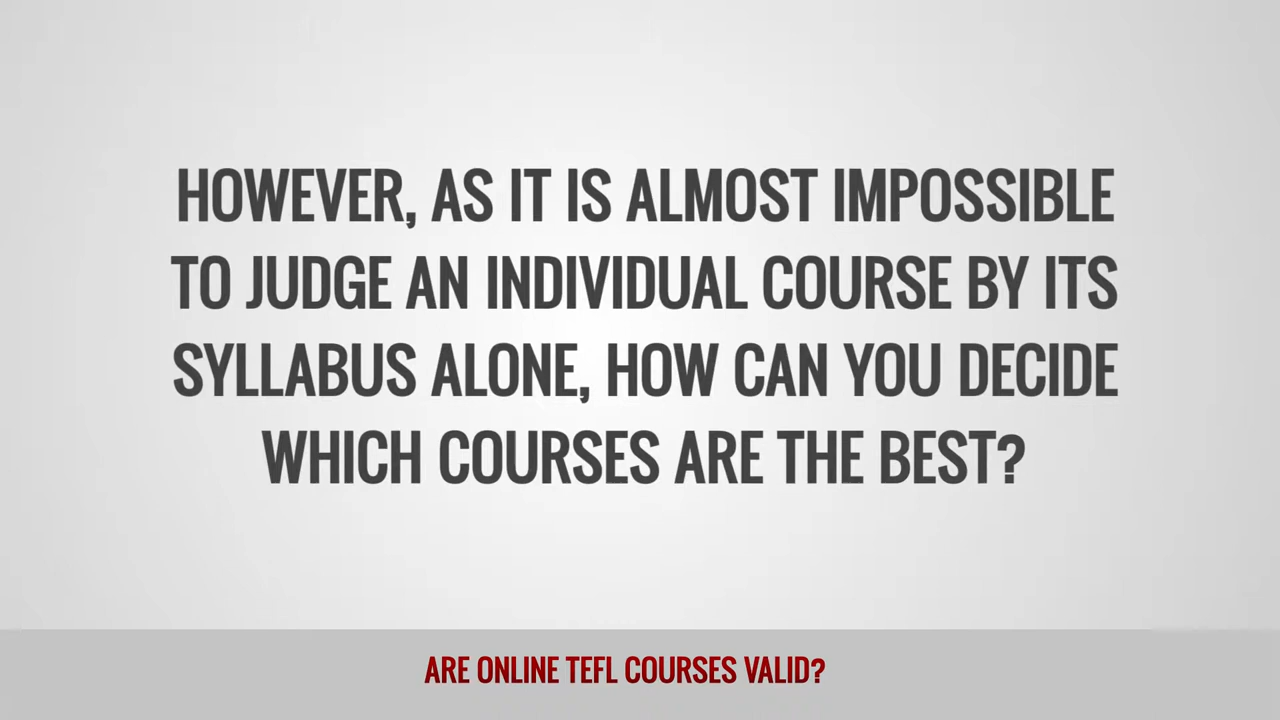 HOWEVER, AS IT IS ALMOST IMPOSSIBLE
TO JUDGE AN INDIVIDUAL COURSE BY ITS
SYLLABUS ALONE, HOW CAN YOU DECIDE
WHICH COURSES ARE THE BEST?
ARE ONLINE TEFL COURSES VALID?